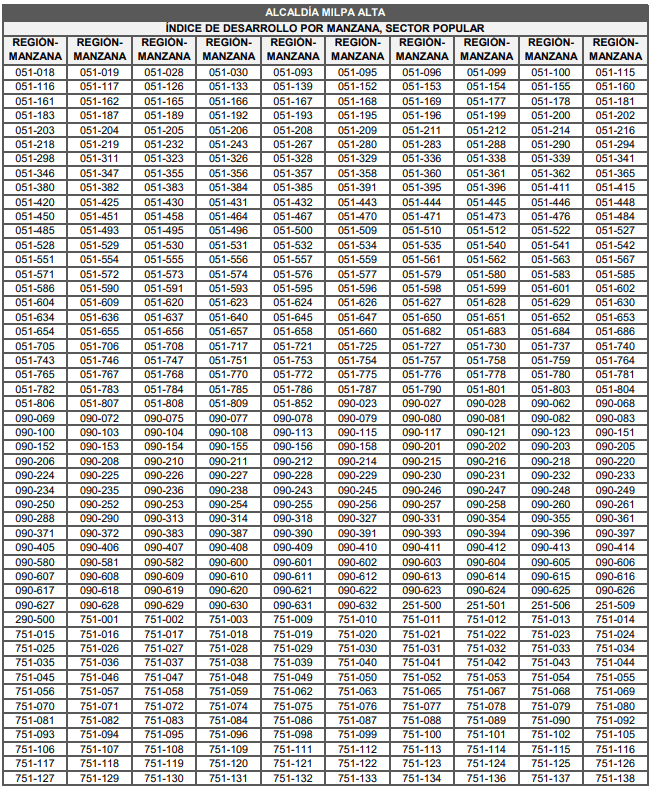 ALCALDÍA MILPA ALTA
ÍNDICE DE DESARROLLO POR MANZANA, SECTOR POPULAR
REGIÓN- REGIÓN- REGIÓN- REGIÓN- REGIÓN- REGIÓN- REGIÓN- REGIÓN- REGIÓN- REGIÓN-
MANZANA MANZANA MANZANA MANZANA MANZANA MANZANA MANZANA MANZANA MANZANA MANZANA
051-018 051-019 051-028 051-030 051-093 051-095 051-096 051-099 051-100 051-115
051-116 051-117 051-126 051-133 051-139 051-152 051-153 051-154 051-155 051-160
051-161 051-162 051-165 051-166 051-167 051-168 051-169 051-177 051-178 051-181
051-183 051-187 051-189 051-192 051-193 051-195 051-196 051-199 051-200 051-202
051-203 051-204 051-205 051-206 051-208 051-209 051-211 051-212 051-214 051-216
051-218 051-219 051-232 051-243 051-267 051-280 051-283 051-288 051-290 051-294
051-298 051-311 051-323 051-326 051-328 051-329 051-336 051-338 051-339 051-341
051-346 051-347 051-355 051-356 051-357 051-358 051-360 051-361 051-362 051-365
051-380 051-382 051-383 051-384 051-385 051-391 051-395 051-396 051-411 051-415
051-420 051-425 051-430 051-431 051-432 051-443 051-444 051-445 051-446 051-448
051-450 051-451 051-458 051-464 051-467 051-470 051-471 051-473 051-476 051-484
051-485 051-493 051-495 051-496 051-500 051-509 051-510 051-512 051-522 051-527
051-528 051-529 051-530 051-531 051-532 051-534 051-535 051-540 051-541 051-542
051-551 051-554 051-555 051-556 051-557 051-559 051-561 051-562 051-563 051-567
051-571 051-572 051-573 051-574 051-576 051-577 051-579 051-580 051-583 051-585
051-586 051-590 051-591 051-593 051-595 051-596 051-598 051-599 051-601 051-602
051-604 051-609 051-620 051-623 051-624 051-626 051-627 051-628 051-629 051-630
051-634 051-636 051-637 051-640 051-645 051-647 051-650 051-651 051-652 051-653
051-654 051-655 051-656 051-657 051-658 051-660 051-682 051-683 051-684 051-686
051-705 051-706 051-708 051-717 051-721 051-725 051-727 051-730 051-737 051-740
051-743 051-746 051-747 051-751 051-753 051-754 051-757 051-758 051-759 051-764
051-765 051-767 051-768 051-770 051-772 051-775 051-776 051-778 051-780 051-781
051-782 051-783 051-784 051-785 051-786 051-787 051-790 051-801 051-803 051-804
051-806 051-807 051-808 051-809 051-852 090-023 090-027 090-028 090-062 090-068
090-069 090-072 090-075 090-077 090-078 090-079 090-080 090-081 090-082 090-083
090-100 090-103 090-104 090-108 090-113 090-115 090-117 090-121 090-123 090-151
090-152 090-153 090-154 090-155 090-156 090-158 090-201 090-202 090-203 090-205
090-206 090-208 090-210 090-211 090-212 090-214 090-215 090-216 090-218 090-220
090-224 090-225 090-226 090-227 090-228 090-229 090-230 090-231 090-232 090-233
090-234 090-235 090-236 090-238 090-243 090-245 090-246 090-247 090-248 090-249
090-250 090-252 090-253 090-254 090-255 090-256 090-257 090-258 090-260 090-261
090-288 090-290 090-313 090-314 090-318 090-327 090-331 090-354 090-355 090-361
090-371 090-372 090-383 090-387 090-390 090-391 090-393 090-394 090-396 090-397
090-405 090-406 090-407 090-408 090-409 090-410 090-411 090-412 090-413 090-414
090-580 090-581 090-582 090-600 090-601 090-602 090-603 090-604 090-605 090-606
090-607 090-608 090-609 090-610 090-611 090-612 090-613 090-614 090-615 090-616
090-617 090-618 090-619 090-620 090-621 090-622 090-623 090-624 090-625 090-626
090-627 090-628 090-629 090-630 090-631 090-632 251-500 251-501 251-506 251-509
290-500 751-001 751-002 751-003 751-009 751-010 751-011 751-012 751-013 751-014
751-015 751-016 751-017 751-018 751-019 751-020 751-021 751-022 751-023 751-024
751-025 751-026 751-027 751-028 751-029 751-030 751-031 751-032 751-033 751-034
751-035 751-036 751-037 751-038 751-039 751-040 751-041 751-042 751-043 751-044
751-045 751-046 751-047 751-048 751-049 751-050 751-052 751-053 751-054 751-055
751-056 751-057 751-058 751-059 751-062 751-063 751-065 751-067 751-068 751-069
751-070 751-071 751-072 751-074 751-075 751-076 751-077 751-078 751-079 751-080
751-081 751-082 751-083 751-084 751-086 751-087 751-088 751-089 751-090 751-092
751-093 751-094 751-095 751-096 751-098 751-099 751-100 751-101 751-102 751-105
751-106 751-107 751-108 751-109 751-111 751-112 751-113 751-114 751-115 751-116
751-117 751-118 751-119 751-120 751-121 751-122 751-123 751-124 751-125 751-126
751-127 751-129 751-130 751-131 751-132 751-133 751-134 751-136 751-137 751-138